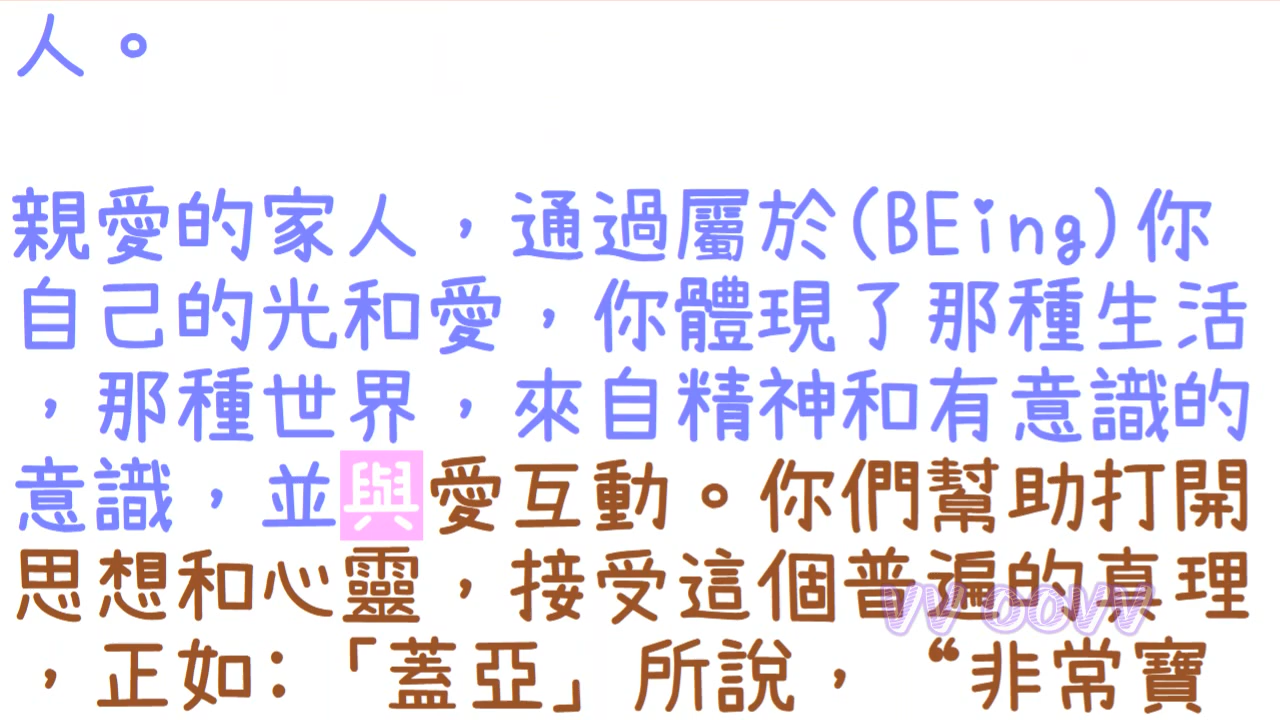 人。
親愛的家人，通過屬於(BEing)你
自己的光和愛，你體現了那種生活
，那種世界，來自精神和有意識的
意識，並與愛互動。你們幫助打開
思想和心靈，接受這個普遍的真理
，正如：「蓋亞」所說，“非常寶
VV OOVV